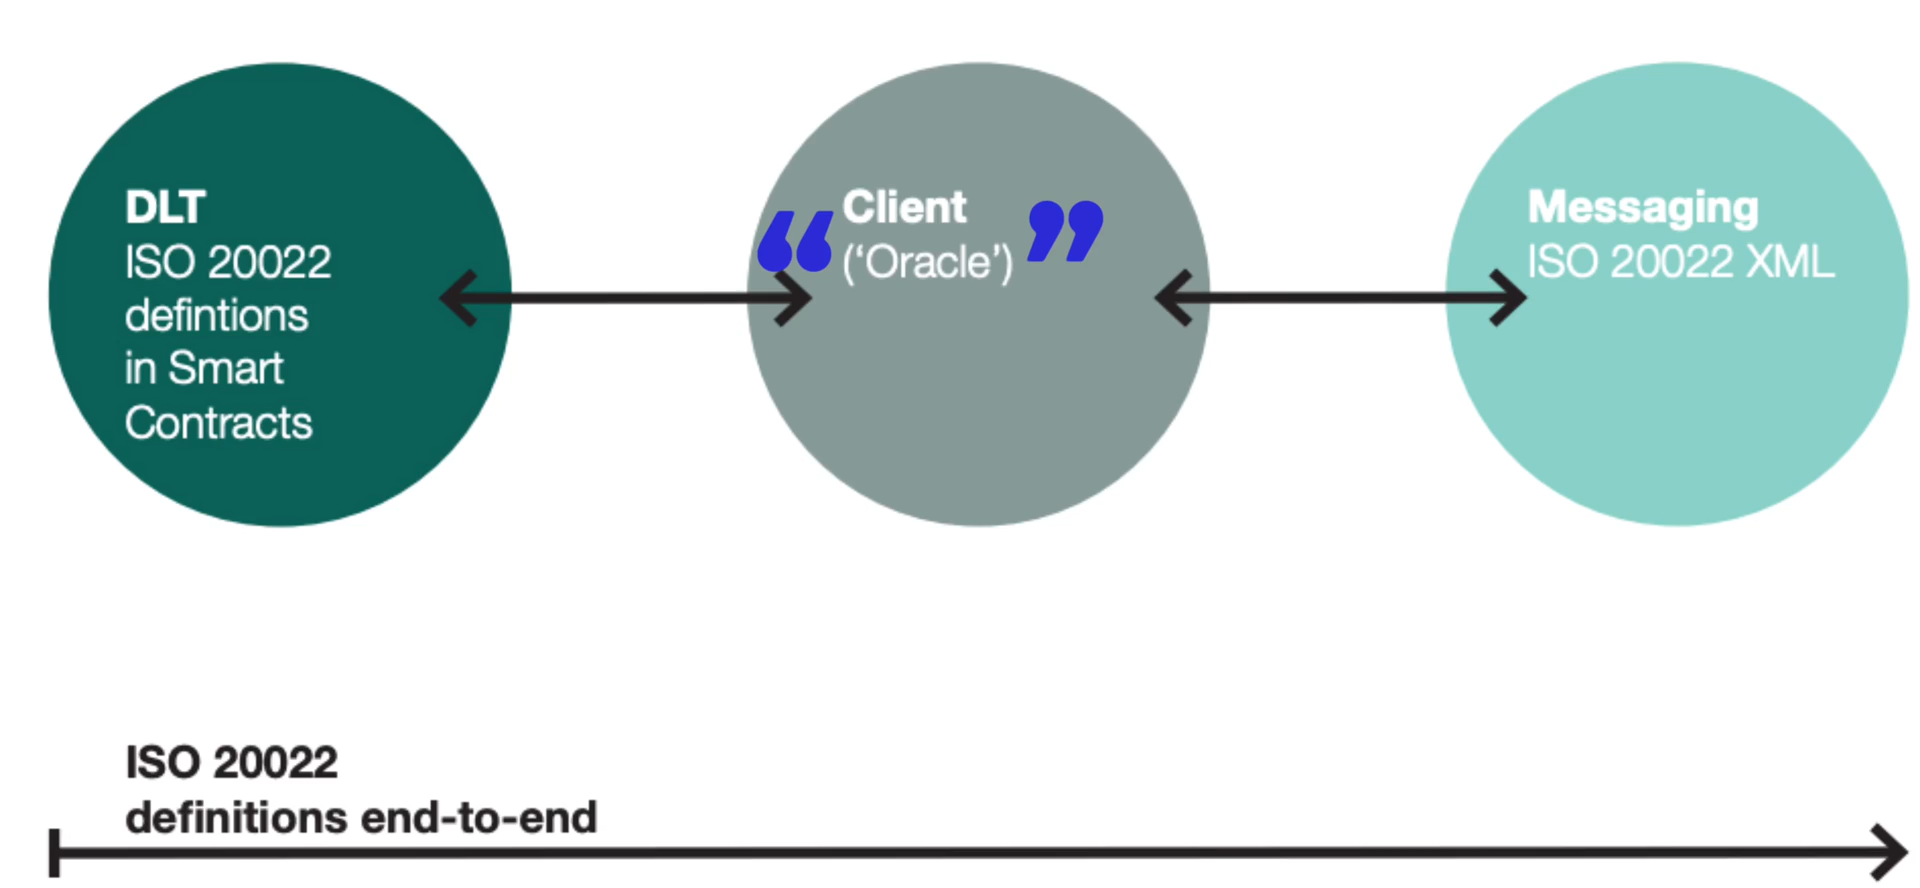 DLT
ISO 20022
defintions
in Smart
Contracts
“ Client ”
(‘Oracle’)
Messaging
ISO 20022 XML
ISO 20022
definitions end-to-end